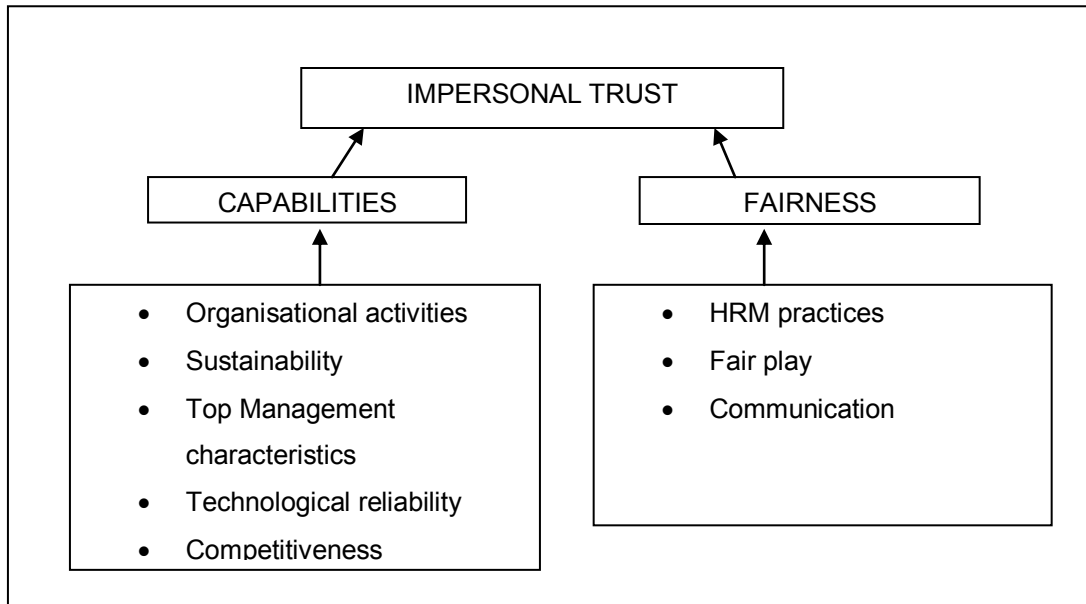 IMPERSONAL TRUST
CAPABILITIES
FAIRNESS
• Organisational activities
• Sustainability
• Top Management
characteristics
• Technological reliability
• Competitiveness
• HRM practices
• Fair play
• Communication